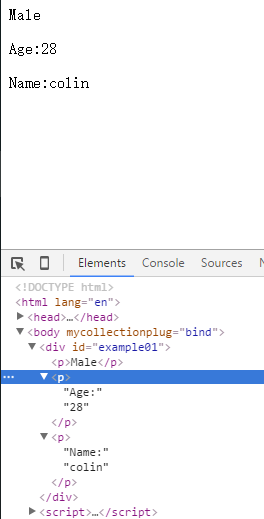 Male
Age:28
Name:colin
Elements Console Sources
<!DOCTYPE html>
<html lang="en">
<head>…</head>
<body mycollectionplug="bind">
<div id="example01">
<p>Male</p>
… <p>
"Age:"
"28"
</p>
<p>
"Name:"
"colin"
</p>
</div>
<script>…</script>